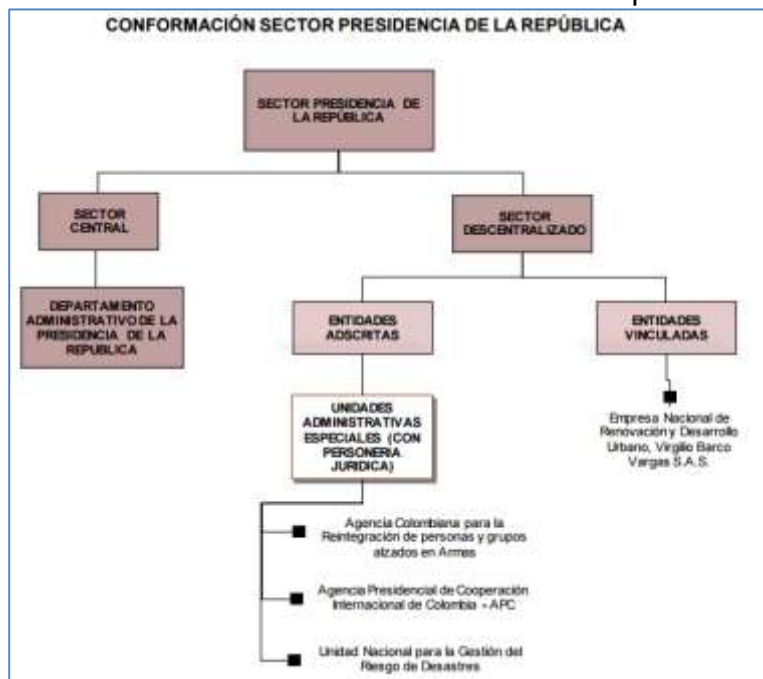 CONFORMACIÓN SECTOR PRESIDENCIA DE LA REPÚBLICA
SECTOR PRESIDENCIA DE
LA REPÚBLICA
SECTOR
CENTRAL
SECTOR
DESCENTRALIZADO
DEPARTAMENTO
ADMINISTRATIVO DE LA
PRESIDENCIA DE LA
REPUBLICA
ENTIDADES
ADSCRITAS
ENTIDADES
VINCULADAS
UNIDADES
ADMINISTRATIVAS
ESPECIALES (CON
PERSONERIA
JURIDICA)
Empresa Nacional de
Renovación y Desarrollo
Urbano, Virgilio Barco
Vargas S.A.S.
Agencia Colombiana para la
Reintegración de personas y grupos
alzados en Armas
Agencia Presidencial de Cooperación
Internacional de Colombia - APC
Unidad Nacional para la Gestión del
Riesgo de Desastres